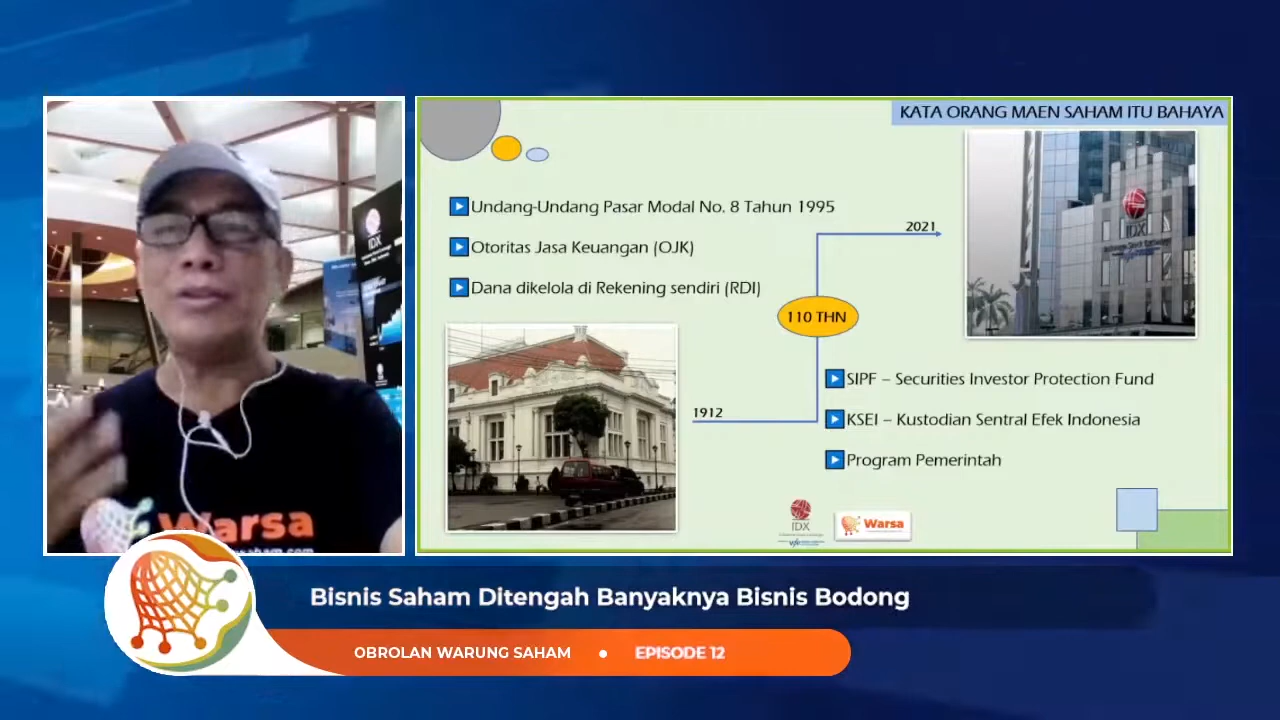 KATA ORANG MAEN SAHAM ITU BAHAYA
Undang-Undang Pasar Modal No. 8 Tahun 1995
Otoritas Jasa Keuangan (OJK)
Dana dikelola di Rekening sendiri (RDI)
2021
110 THN
1912
SIPF – Securities Investor Protection Fund
KSEI – Kustodian Sentral Efek Indonesia
Program Pemerintah
IDX
IDX
IDX
Warsa
Warsa
Bisnis Saham Ditengah Banyaknya Bisnis Bodong
OBROLAN WARUNG SAHAM • EPISODE 12